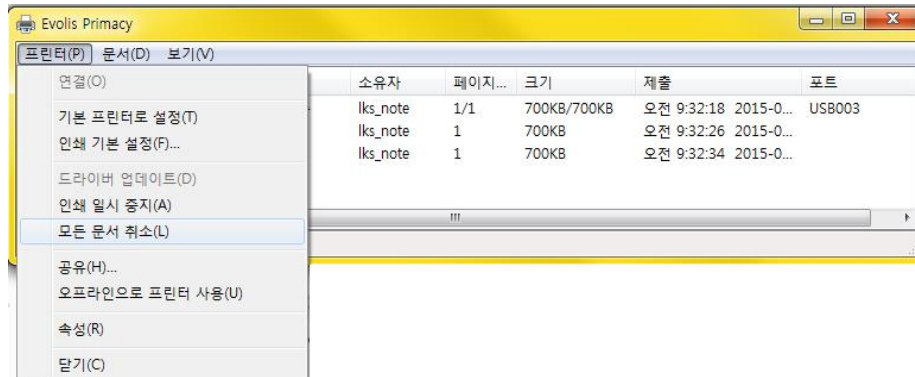 Evolis Primacy
프린터(P) 문서(D) 보기(V)
연결(O)
기본 프린터로 설정(T)
인쇄 기본 설정(F)...
드라이버 업데이트(D)
인쇄 일시 중지(A)
모든 문서 취소(L)
공유(H)...
오프라인으로 프린터 사용(U)
속성(R)
닫기(C)
소유자 페이지... 크기 제출 포트
lks_note 1/1 700KB/700KB 오전 9:32:18 2015-0... USB003
lks_note 1 700KB 오전 9:32:26 2015-0...
lks_note 1 700KB 오전 9:32:34 2015-0...